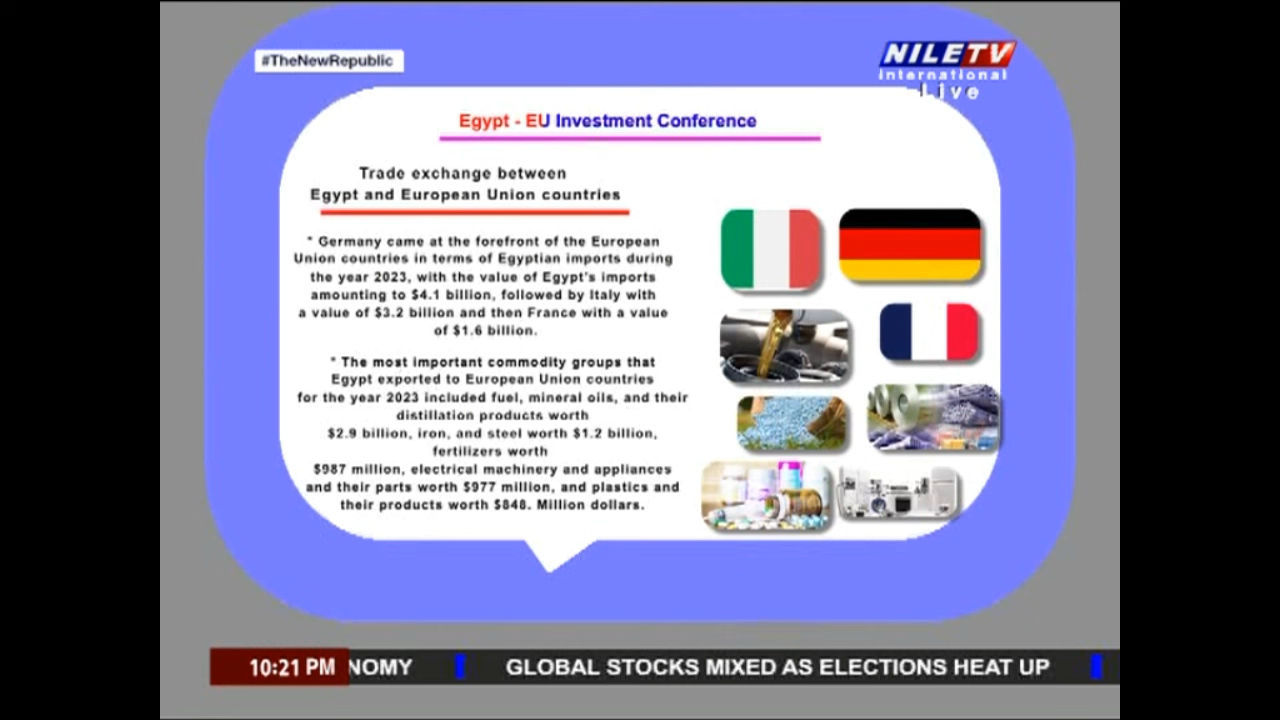 #TheNewRepublic
NILETV
international
Live
Egypt - EU Investment Conference
Trade exchange between
Egypt and European Union countries
* Germany came at the forefront of the European
Union countries in terms of Egyptian imports during
the year 2023, with the value of Egypt's imports
amounting to $4.1 billion, followed by Italy with
a value of $3.2 billion and then France with a value
of $1.6 billion.
* The most important commodity groups that
Egypt exported to European Union countries
for the year 2023 included fuel, mineral oils, and their
distillation products worth
$2.9 billion, iron, and steel worth $1.2 billion,
fertilizers worth
$987 million, electrical machinery and appliances
and their parts worth $977 million, and plastics and
their products worth $848. Million dollars.
10:21 PM NOMY GLOBAL STOCKS MIXED AS ELECTIONS HEAT UP